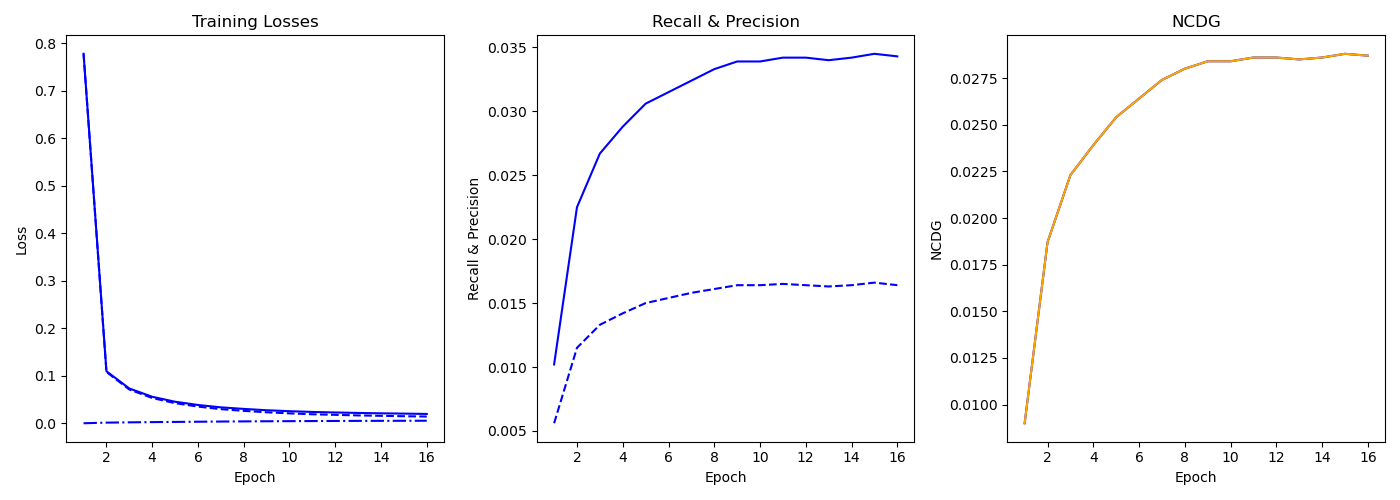 Training Losses
Loss
0.8
0.7
0.6
0.5
0.4
0.3
0.2
0.1
0.0
2 4 6 8 10 12 14 16
Epoch
Recall & Precision
Recall & Precision
0.035
0.030
0.025
0.020
0.015
0.010
0.005
2 4 6 8 10 12 14 16
Epoch
NCDG
NCDG
0.0275
0.0250
0.0225
0.0200
0.0175
0.0150
0.0125
0.0100
2 4 6 8 10 12 14 16
Epoch